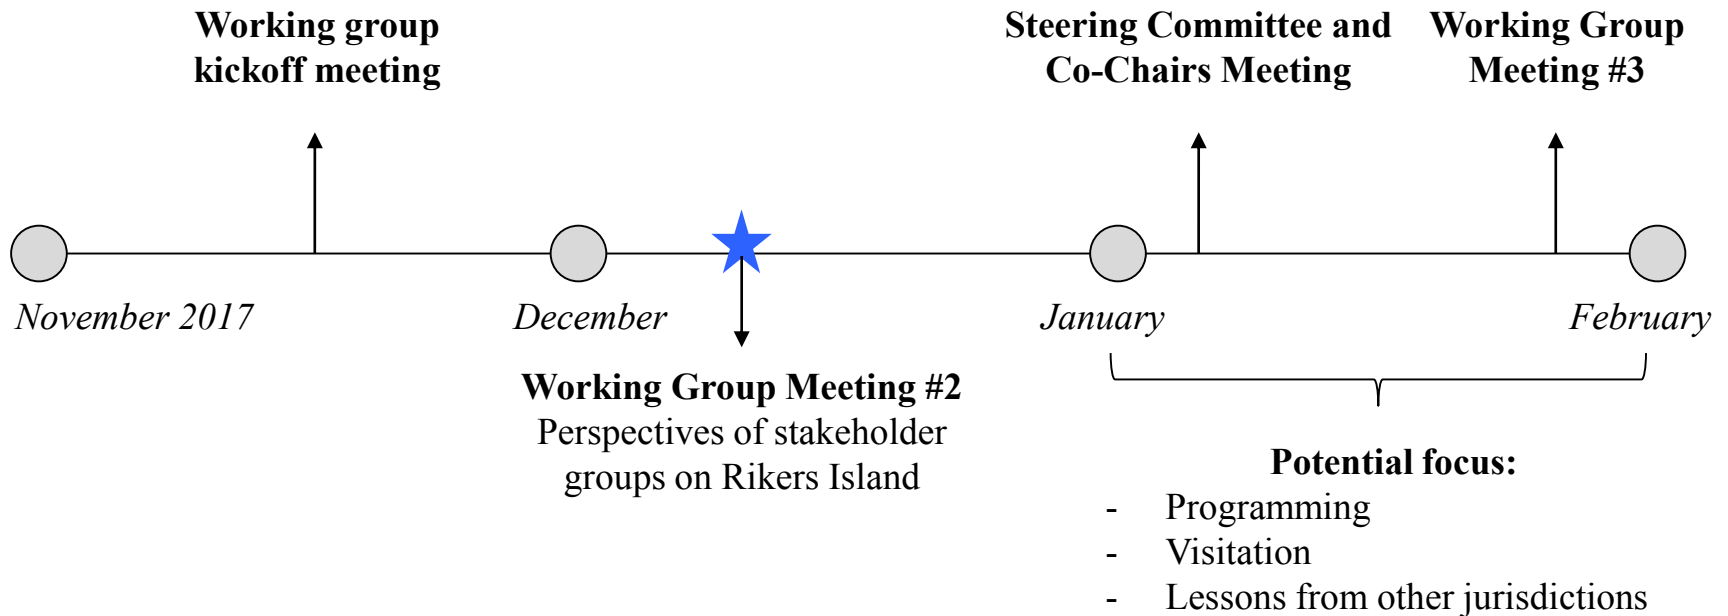 Working group
kickoff meeting
Steering Committee and
Co-Chairs Meeting
Working Group
Meeting #3
November 2017
December
January
February
Working Group Meeting #2
Perspectives of stakeholder
groups on Rikers Island
Potential focus:
- Programming
- Visitation
- Lessons from other jurisdictions